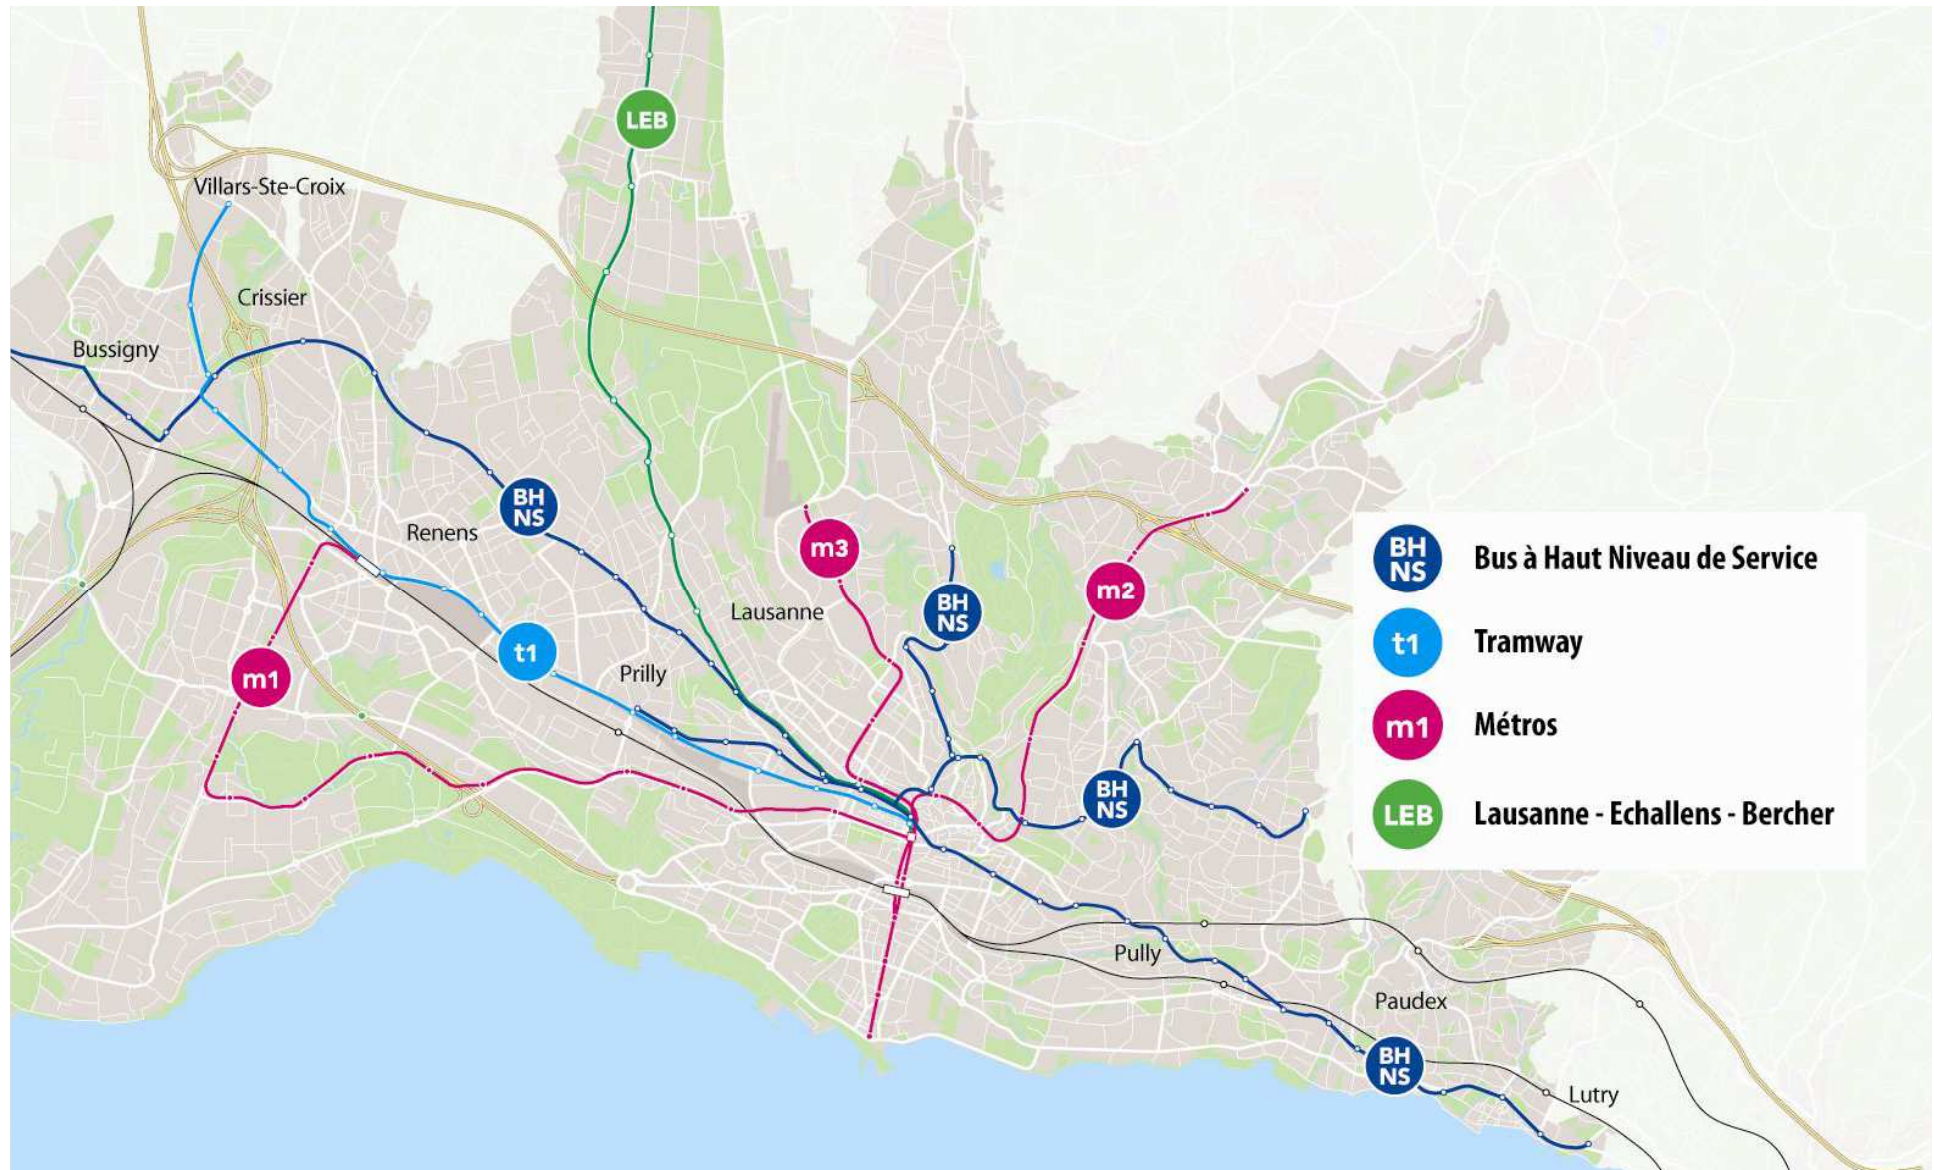 LEB
Villars-Ste-Croix
Crissier
Bussigny
BH
NS
Renens
m3
m2
BH
NS
Lausanne
t1
Prilly
m1
BH
NS
Pully
Paudex
BH
NS
Lutry
BH
NS
Bus à Haut Niveau de Service
t1
Tramway
m1
Métros
LEB
Lausanne - Echallens - Bercher